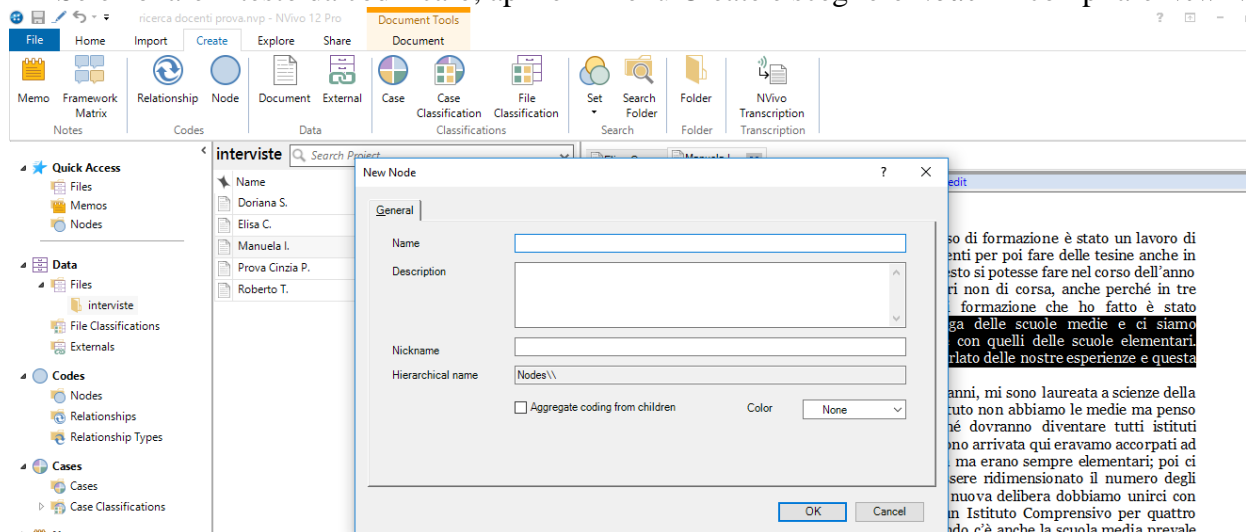 ricerca docenti prova.nvp - NVivo 12 Pro
Document Tools
File Home Import Create Explore Share Document
Memo Framework Matrix Relationship Node Document External Case Case Classification File Classification Set Search Folder Folder NVivo Transcription
Notes Codes Data Classifications Search Folder Transcription
Quick Access
Files
Memos
Nodes
Data
Files
interviste
File Classifications
Externals
Codes
Nodes
Relationships
Relationship Types
Cases
Cases
Case Classifications
interviste Search Project
Name
Doriana S.
Elisa C.
Manuela I.
Prova Cinzia P.
Roberto T.
New Node ? X
General
Name
Description
Nickname
Hierarchical name Nodes\\
Aggregate coding from children Color None
OK Cancel
edit
so di formazione è stato un lavoro di
enti per poi fare delle tesine anche in
esto si potesse fare nel corso dell'anno
ri non di corsa, anche perché in tre
formazione che ho fatto è stato
ga delle scuole medie e ci siamo
con quelli delle scuole elementari.
rlato delle nostre esperienze e questa
anni, mi sono laureata a scienze della
tuto non abbiamo le medie ma penso
né dovranno diventare tutti istituti
ono arrivata qui eravamo accorpati ad
ma erano sempre elementari; poi ci
sere ridimensionato il numero degli
nuova delibera dobbiamo unirci con
n Istituto Comprensivo per quattro
ndo c'è anche la scuola media prevale